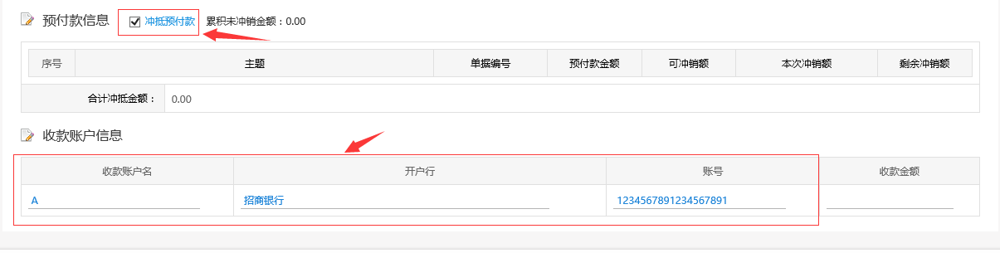 预付款信息 冲抵预付款 累积未冲销金额：0.00
序号 主题 单据编号 预付款金额 可冲销额 本次冲销额 剩余冲销额
合计冲抵金额： 0.00
收款账户信息
收款账户名 开户行 账号 收款金额
A 招商银行 1234567891234567891